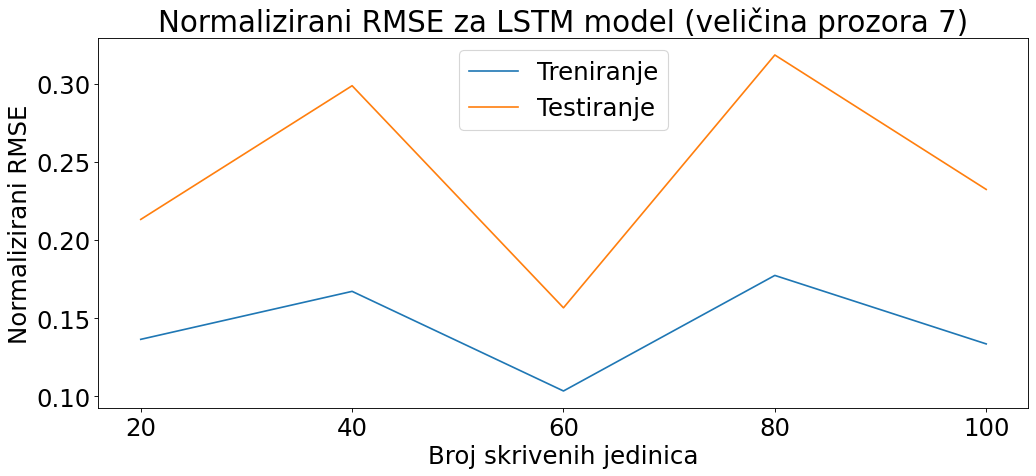 Normalizirani RMSE za LSTM model (veličina prozora 7)
Treniranje
Testiranje
Normalizirani RMSE
0.30
0.25
0.20
0.15
0.10
20 40 60 80 100
Broj skrivenih jedinica